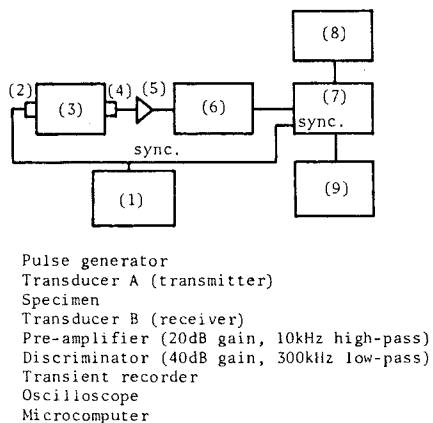 (8)
(2) (4) (5)
(3) (6) (7)
sync.
sync.
(1) (9)
Pulse generator
Transducer A (transmitter)
Specimen
Transducer B (receiver)
Pre-amplifier (20dB gain, 10kHz high-pass)
Discriminator (40dB gain, 300kHz low-pass)
Transient recorder
Oscilloscope
Microcomputer